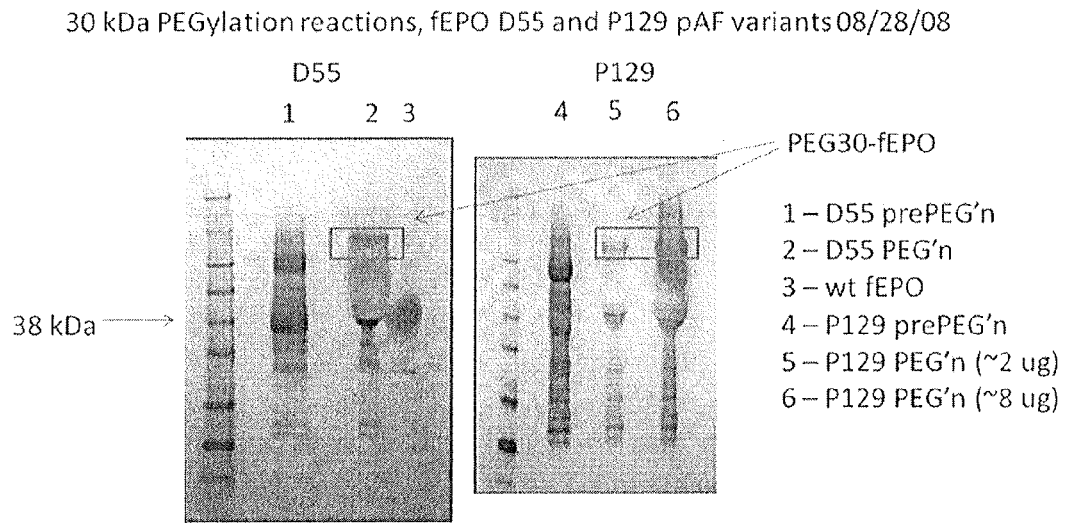 30 kDa PEGylation reactions, fEPO D55 and P129 pAF variants 08/28/08
D55
P129
1 2 3
4 5 6
PEG30-fEPO
38 kDa
1 – D55 prePEG'n
2 – D55 PEG'n
3 – wt fEPO
4 – P129 prePEG'n
5 – P129 PEG'n (~2 ug)
6 – P129 PEG'n (~8 ug)